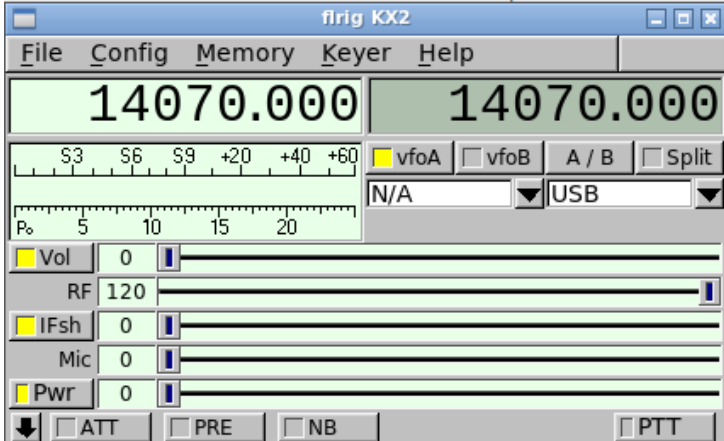 flrig KX2
File Config Memory Keyer Help
14070.000 14070.000
S3 S6 S9 +20 +40 +60
vfoA vfoB A / B Split
N/A USB
Po 5 10 15 20
Vol 0
RF 120
IFsh 0
Mic 0
Pwr 0
ATT PRE NB PTT